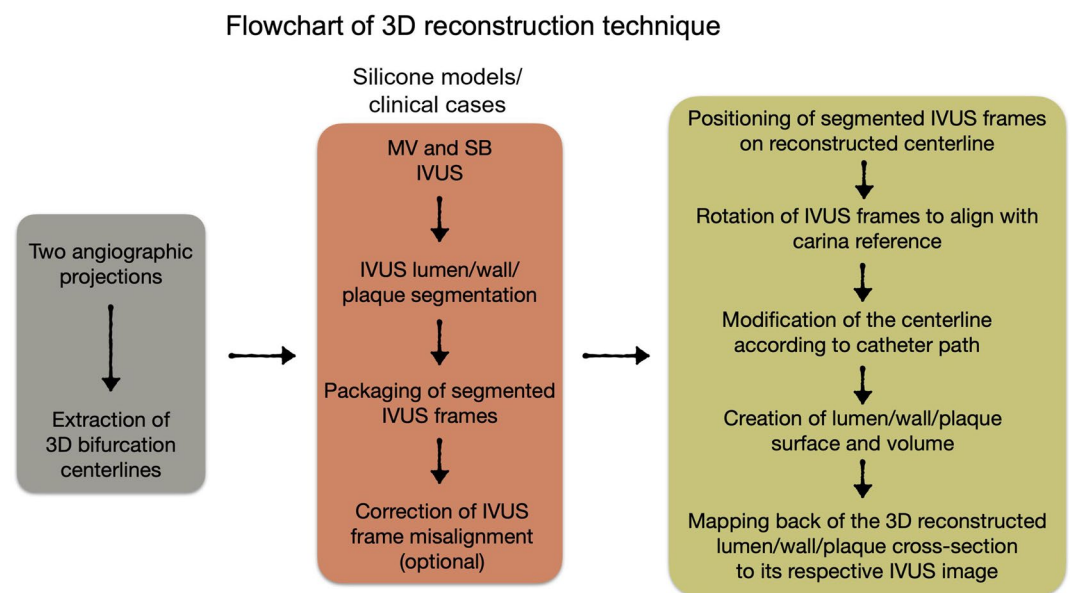 Flowchart of 3D reconstruction technique
Two angiographic
projections
Extraction of
3D bifurcation
centerlines
Silicone models/
clinical cases
MV and SB
IVUS
IVUS lumen/wall/
plaque segmentation
Packaging of segmented
IVUS frames
Correction of IVUS
frame misalignment
(optional)
Positioning of segmented IVUS frames
on reconstructed centerline
Rotation of IVUS frames to align with
carina reference
Modification of the centerline
according to catheter path
Creation of lumen/wall/plaque
surface and volume
Mapping back of the 3D reconstructed
lumen/wall/plaque cross-section
to its respective IVUS image